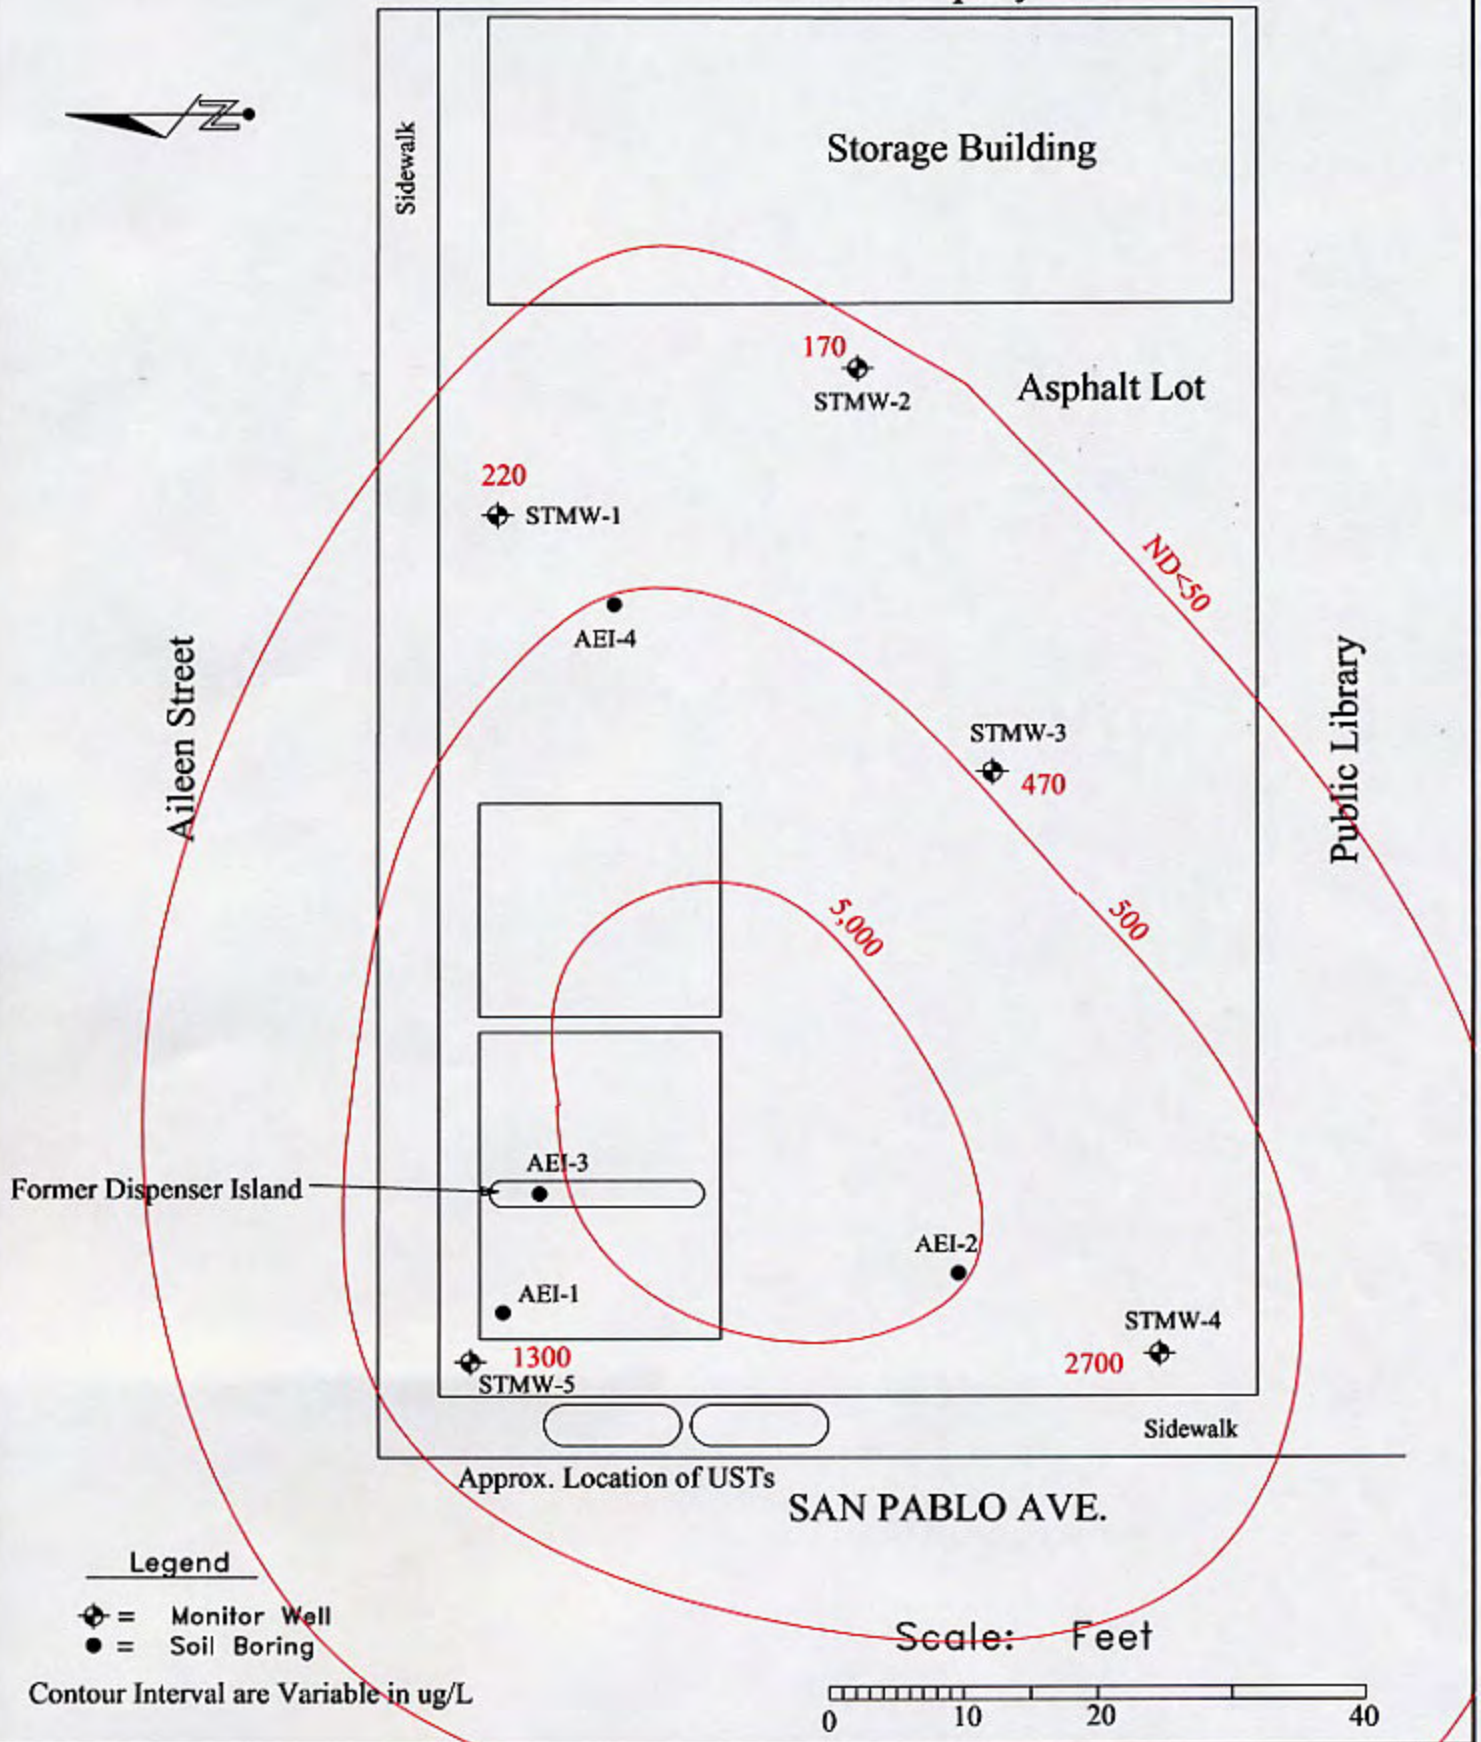 Sidewalk
Storage Building
170
STMW-2
Asphalt Lot
220
STMW-1
ND<50
AEI-4
Aileen Street
STMW-3
470
Public Library
5,000
500
AEI-3
Former Dispenser Island
AEI-2
AEI-1
STMW-4
1300
2700
STMW-5
Sidewalk
Approx. Location of USTs
SAN PABLO AVE.
Legend
= Monitor Well
= Soil Boring
Scale: Feet
Contour Interval are Variable in ug/L
0 10 20 40